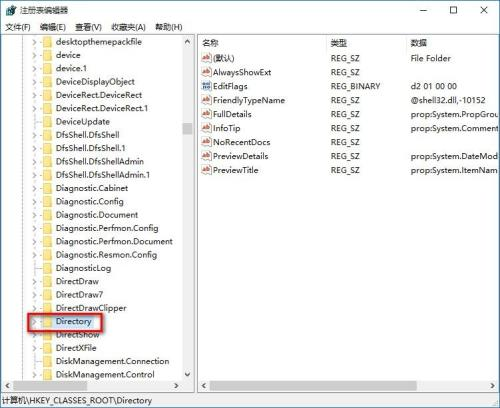 注册表编辑器
文件(F) 编辑(E) 查看(V) 收藏夹(A) 帮助(H)
desktopthemepackfile
device
device.1
DeviceDisplayObject
DeviceRect.DeviceRect
DeviceRect.DeviceRect.1
DeviceUpdate
DfsShell.DfsShell
DfsShell.DfsShell.1
DfsShell.DfsShellAdmin
DfsShell.DfsShellAdmin.1
Diagnostic.Cabinet
Diagnostic.Config
Diagnostic.Document
Diagnostic.Perfmon.Config
Diagnostic.Perfmon.Document
Diagnostic.Resmon.Config
DiagnosticLog
DirectDraw
DirectDraw7
DirectDrawClipper
Directory
DirectShow
DirectXFile
DiskManagement.Connection
DiskManagement.Control
名称 类型 数据
(默认) REG_SZ File Folder
AlwaysShowExt REG_SZ
EditFlags REG_BINARY d2 01 00 00
FriendlyTypeName REG_SZ @shell32.dll,-10152
FullDetails REG_SZ prop:System.PropGrou
InfoTip REG_SZ prop:System.Commen
NoRecentDocs REG_SZ
PreviewDetails REG_SZ prop:System.DateMod
PreviewTitle REG_SZ prop:System.ItemNam
计算机\HKEY_CLASSES_ROOT\Directory